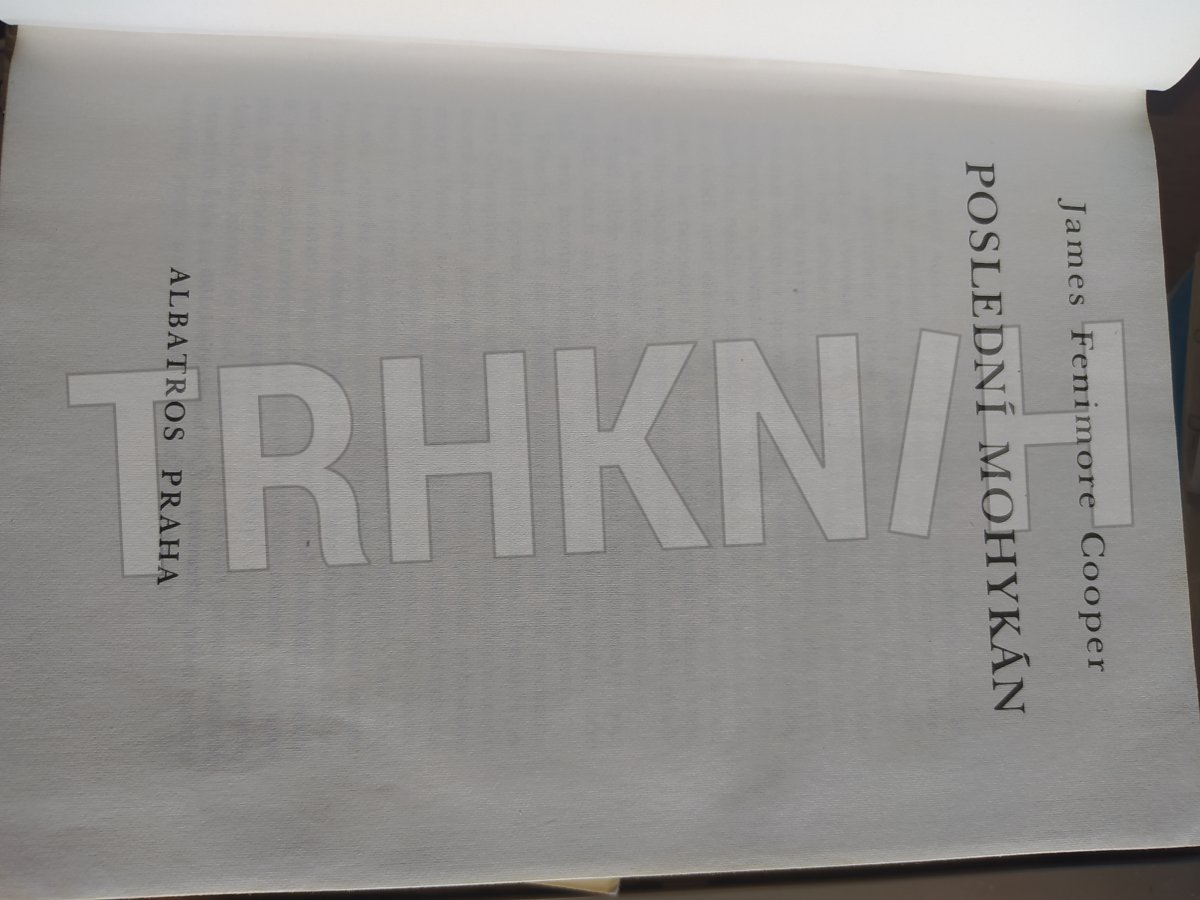 James Fenimore Cooper
POSLEDNÍ MOHYKÁN
ALBATROS PRAHA
TRHKNIH